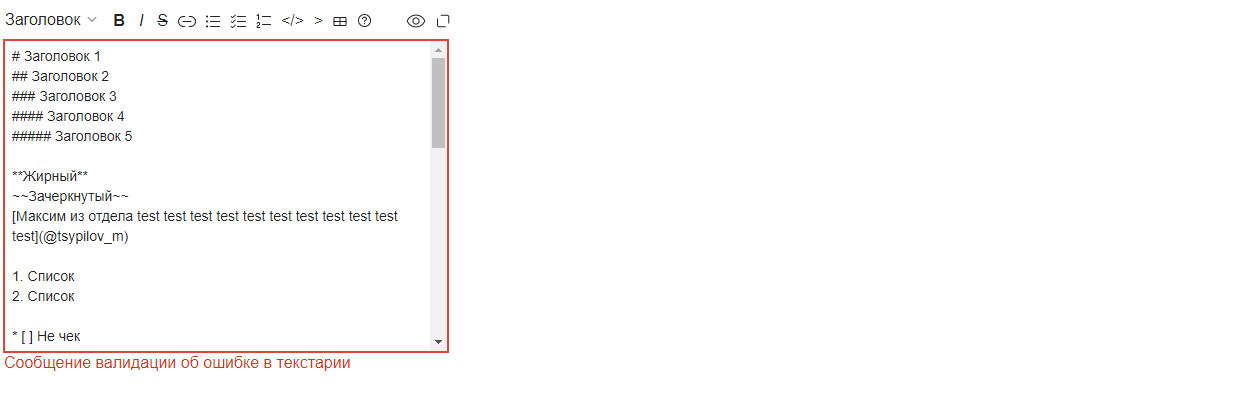 Заголовок B I S </> >
# Заголовок 1
## Заголовок 2
### Заголовок 3
#### Заголовок 4
##### Заголовок 5
**Жирный**
~~Зачеркнутый~~
[Максим из отдела test test test test test test test test test test
test](@tsypilov_m)
1. Список
2. Список
* [ ] Не чек
Сообщение валидации об ошибке в текстарии